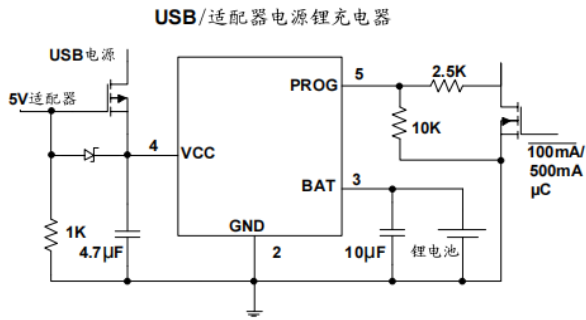 USB/适配器电源锂充电器
USB电源
5V适配器
PROG
5
2.5K
10K
100mA/
500mA
µC
4
VCC
BAT
3
GND
2
1K
4.7µF
10µF
锂电池